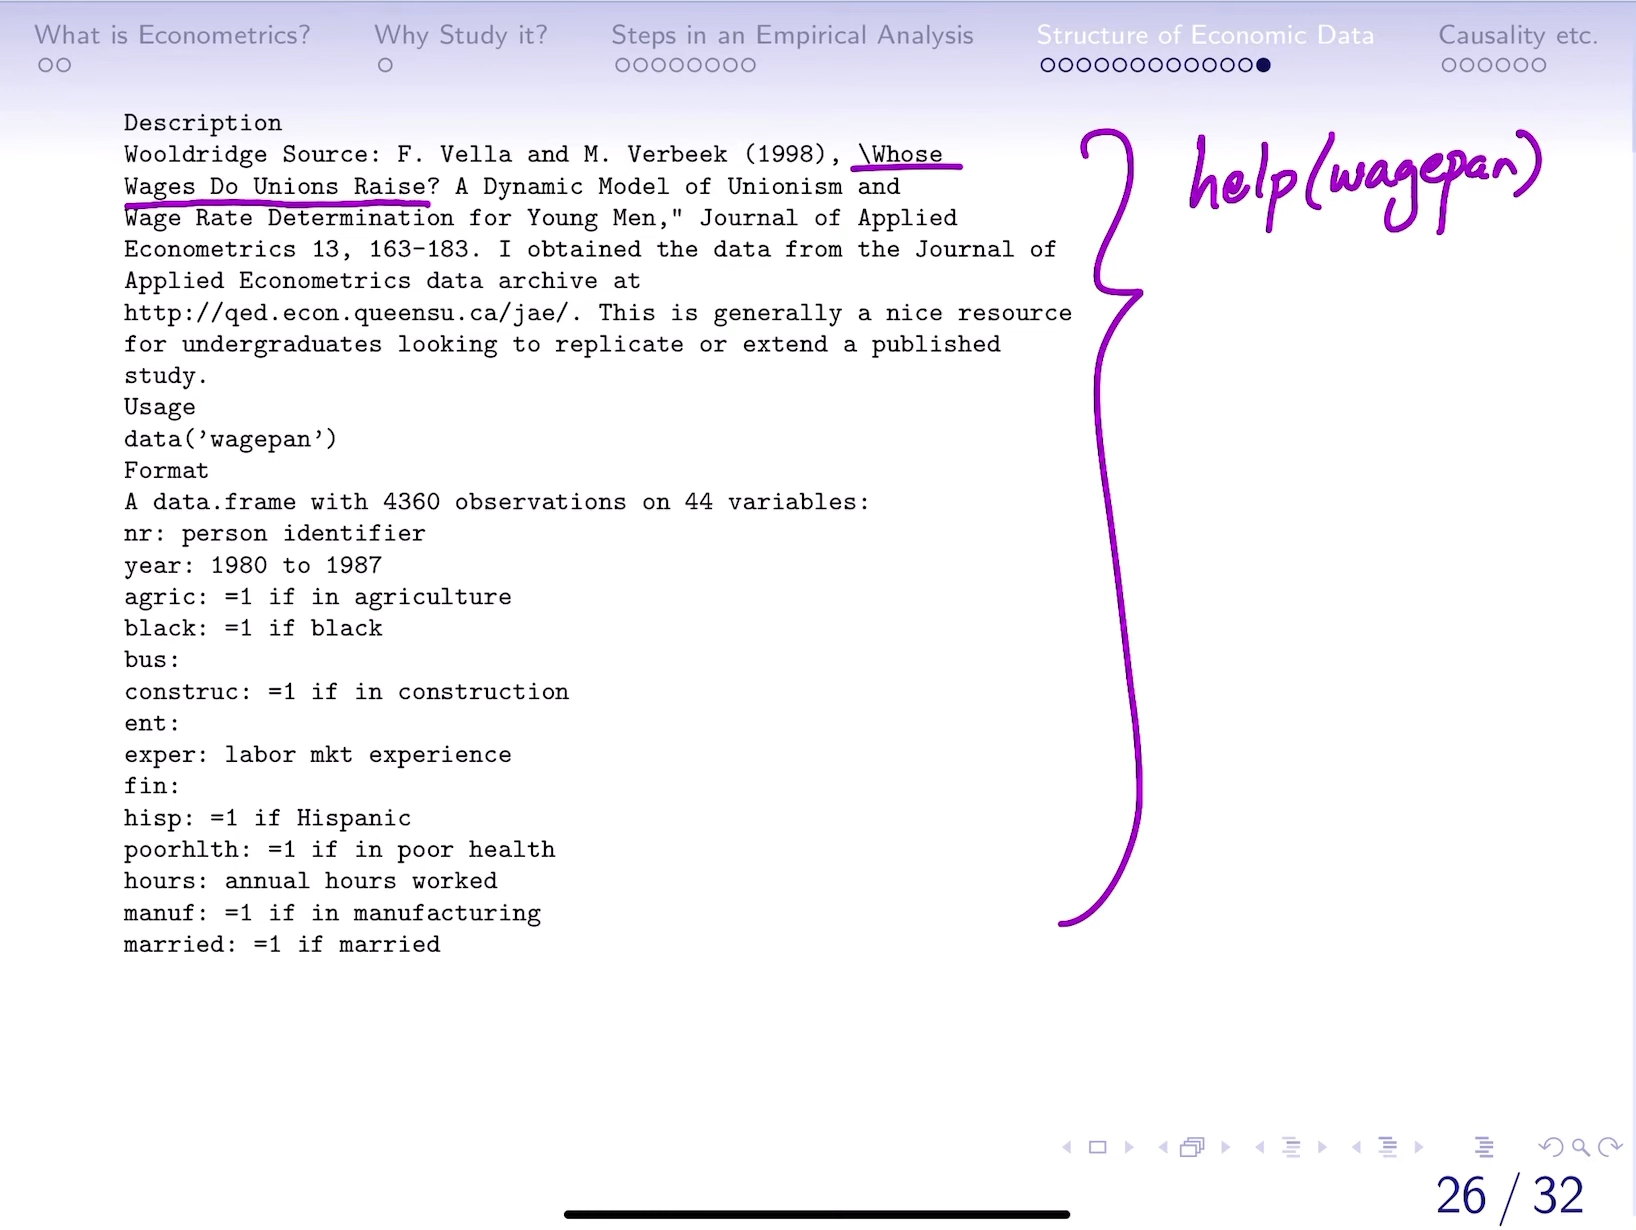 What is Econometrics? Why Study it? Steps in an Empirical Analysis Structure of Economic Data Causality etc.
Description
Wooldridge Source: F. Vella and M. Verbeek (1998), \Whose
Wages Do Unions Raise? A Dynamic Model of Unionism and
Wage Rate Determination for Young Men," Journal of Applied
Econometrics 13, 163-183. I obtained the data from the Journal of
Applied Econometrics data archive at
http://qed.econ.queensu.ca/jae/. This is generally a nice resource
for undergraduates looking to replicate or extend a published
study.
Usage
data('wagepan')
Format
A data.frame with 4360 observations on 44 variables:
nr: person identifier
year: 1980 to 1987
agric: =1 if in agriculture
black: =1 if black
bus:
construc: =1 if in construction
ent:
exper: labor mkt experience
fin:
hisp: =1 if Hispanic
poorhlth: =1 if in poor health
hours: annual hours worked
manuf: =1 if in manufacturing
married: =1 if married
help(wagepan)
26 / 32